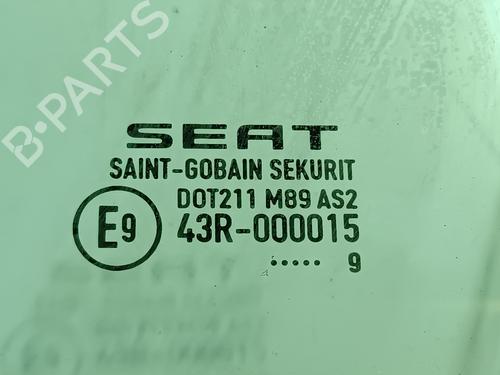 B-PARTS
SEAT
SAINT-GOBAIN SEKURIT
DOT211 M89 AS2
E9 43R-000015
..... 9